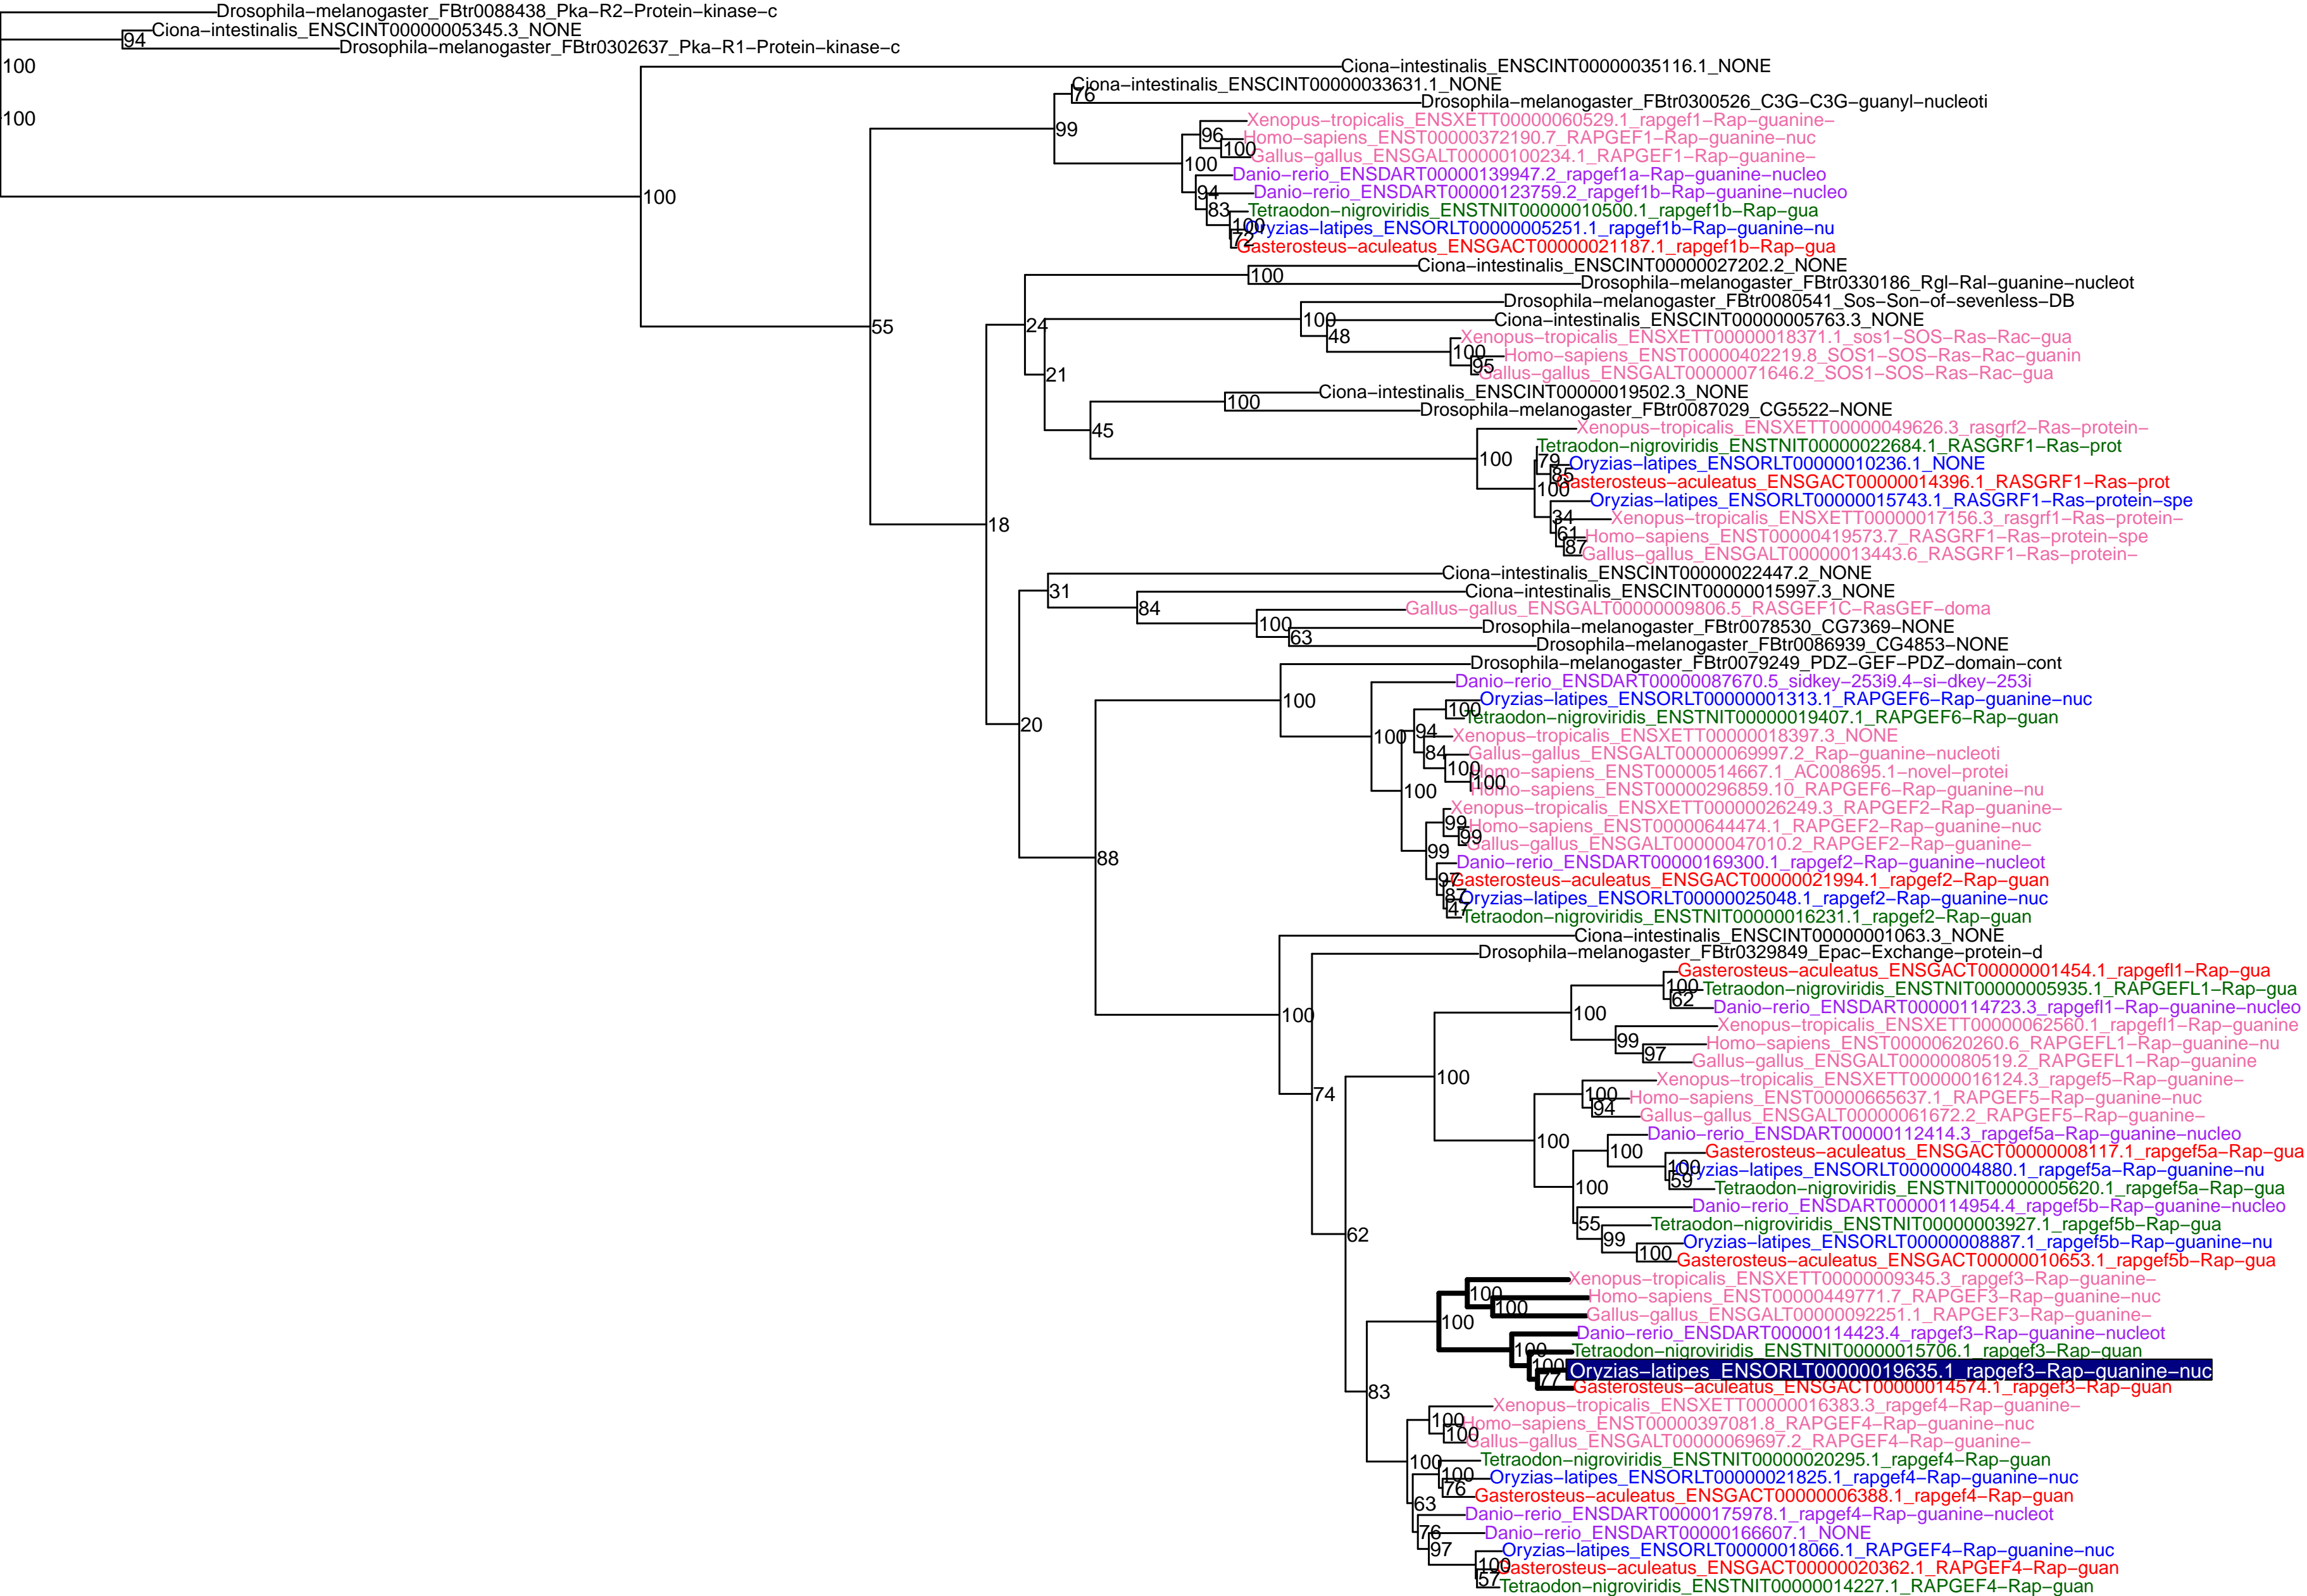 Drosophila−melanogaster_FBtr0088438_Pka−R2−Protein−kinase−c
Ciona−intestinalis_ENSCINT00000005345.3_NONE
94
Drosophila−melanogaster_FBtr0302637_Pka−R1−Protein−kinase−c
100
Ciona−intestinalis_ENSCINT00000035116.1_NONE
Ciona−intestinalis_ENSCINT00000033631.1_NONE
76
Drosophila−melanogaster_FBtr0300526_C3G−C3G−guanyl−nucleoti
100
Xenopus−tropicalis_ENSXETT00000060529.1_rapgef1−Rap−guanine−
99
96
Homo−sapiens_ENST00000372190.7_RAPGEF1−Rap−guanine−nuc
100
Gallus−gallus_ENSGALT00000100234.1_RAPGEF1−Rap−guanine−
100
Danio−rerio_ENSDART00000139947.2_rapgef1a−Rap−guanine−nucleo
94
Danio−rerio_ENSDART00000123759.2_rapgef1b−Rap−guanine−nucleo
100
83
Tetraodon−nigroviridis_ENSTNIT00000010500.1_rapgef1b−Rap−gua
100
Oryzias−latipes_ENSORLT00000005251.1_rapgef1b−Rap−guanine−nu
72
Gasterosteus−aculeatus_ENSGACT00000021187.1_rapgef1b−Rap−gua
Ciona−intestinalis_ENSCINT00000027202.2_NONE
100
Drosophila−melanogaster_FBtr0330186_Rgl−Ral−guanine−nucleot
Drosophila−melanogaster_FBtr0080541_Sos−Son−of−sevenless−DB
55
24
100
Ciona−intestinalis_ENSCINT00000005763.3_NONE
48
Xenopus−tropicalis_ENSXETT00000018371.1_sos1−SOS−Ras−Rac−gua
100
Homo−sapiens_ENST00000402219.8_SOS1−SOS−Ras−Rac−guanin
95
Gallus−gallus_ENSGALT00000071646.2_SOS1−SOS−Ras−Rac−gua
21
Ciona−intestinalis_ENSCINT00000019502.3_NONE
100
Drosophila−melanogaster_FBtr0087029_CG5522−NONE
45
Xenopus−tropicalis_ENSXETT00000049626.3_rasgrf2−Ras−protein−
Tetraodon−nigroviridis_ENSTNIT00000022684.1_RASGRF1−Ras−prot
100
79
Oryzias−latipes_ENSORLT00000010236.1_NONE
85
Gasterosteus−aculeatus_ENSGACT00000014396.1_RASGRF1−Ras−prot
100
Oryzias−latipes_ENSORLT00000015743.1_RASGRF1−Ras−protein−spe
34
Xenopus−tropicalis_ENSXETT00000017156.3_rasgrf1−Ras−protein−
18
61
Homo−sapiens_ENST00000419573.7_RASGRF1−Ras−protein−spe
87
Gallus−gallus_ENSGALT00000013443.6_RASGRF1−Ras−protein−
Ciona−intestinalis_ENSCINT00000022447.2_NONE
31
Ciona−intestinalis_ENSCINT00000015997.3_NONE
84
Gallus−gallus_ENSGALT00000009806.5_RASGEF1C−RasGEF−doma
100
Drosophila−melanogaster_FBtr0078530_CG7369−NONE
63
Drosophila−melanogaster_FBtr0086939_CG4853−NONE
Drosophila−melanogaster_FBtr0079249_PDZ−GEF−PDZ−domain−cont
Danio−rerio_ENSDART00000087670.5_sidkey−253i9.4−si−dkey−253i
100
Oryzias−latipes_ENSORLT00000001313.1_RAPGEF6−Rap−guanine−nuc
100
Tetraodon−nigroviridis_ENSTNIT00000019407.1_RAPGEF6−Rap−guan
20
100
94
Xenopus−tropicalis_ENSXETT00000018397.3_NONE
84
Gallus−gallus_ENSGALT00000069997.2_Rap−guanine−nucleoti
100
Homo−sapiens_ENST00000514667.1_AC008695.1−novel−protei
100
100
Homo−sapiens_ENST00000296859.10_RAPGEF6−Rap−guanine−nu
Xenopus−tropicalis_ENSXETT00000026249.3_RAPGEF2−Rap−guanine−
99
Homo−sapiens_ENST00000644474.1_RAPGEF2−Rap−guanine−nuc
99
Gallus−gallus_ENSGALT00000047010.2_RAPGEF2−Rap−guanine−
99
88
Danio−rerio_ENSDART00000169300.1_rapgef2−Rap−guanine−nucleot
97
Gasterosteus−aculeatus_ENSGACT00000021994.1_rapgef2−Rap−guan
87
Oryzias−latipes_ENSORLT00000025048.1_rapgef2−Rap−guanine−nuc
47
Tetraodon−nigroviridis_ENSTNIT00000016231.1_rapgef2−Rap−guan
Ciona−intestinalis_ENSCINT00000001063.3_NONE
Drosophila−melanogaster_FBtr0329849_Epac−Exchange−protein−d
Gasterosteus−aculeatus_ENSGACT00000001454.1_rapgefl1−Rap−gua
100
Tetraodon−nigroviridis_ENSTNIT00000005935.1_RAPGEFL1−Rap−gua
62
Danio−rerio_ENSDART00000114723.3_rapgefl1−Rap−guanine−nucleo
100
100
Xenopus−tropicalis_ENSXETT00000062560.1_rapgefl1−Rap−guanine
99
Homo−sapiens_ENST00000620260.6_RAPGEFL1−Rap−guanine−nu
97
Gallus−gallus_ENSGALT00000080519.2_RAPGEFL1−Rap−guanine
100
Xenopus−tropicalis_ENSXETT00000016124.3_rapgef5−Rap−guanine−
74
100
Homo−sapiens_ENST00000665637.1_RAPGEF5−Rap−guanine−nuc
94
Gallus−gallus_ENSGALT00000061672.2_RAPGEF5−Rap−guanine−
100
Danio−rerio_ENSDART00000112414.3_rapgef5a−Rap−guanine−nucleo
100
Gasterosteus−aculeatus_ENSGACT00000008117.1_rapgef5a−Rap−gua
100
Oryzias−latipes_ENSORLT00000004880.1_rapgef5a−Rap−guanine−nu
59
100
Tetraodon−nigroviridis_ENSTNIT00000005620.1_rapgef5a−Rap−gua
Danio−rerio_ENSDART00000114954.4_rapgef5b−Rap−guanine−nucleo
55
Tetraodon−nigroviridis_ENSTNIT00000003927.1_rapgef5b−Rap−gua
62
99
Oryzias−latipes_ENSORLT00000008887.1_rapgef5b−Rap−guanine−nu
100
Gasterosteus−aculeatus_ENSGACT00000010653.1_rapgef5b−Rap−gua
Xenopus−tropicalis_ENSXETT00000009345.3_rapgef3−Rap−guanine−
100
Homo−sapiens_ENST00000449771.7_RAPGEF3−Rap−guanine−nuc
100
Gallus−gallus_ENSGALT00000092251.1_RAPGEF3−Rap−guanine−
100
Danio−rerio_ENSDART00000114423.4_rapgef3−Rap−guanine−nucleot
100
Tetraodon−nigroviridis_ENSTNIT00000015706.1_rapgef3−Rap−guan
100
Oryzias−latipes_ENSORLT00000019635.1_rapgef3−Rap−guanine−nuc
77
Gasterosteus−aculeatus_ENSGACT00000014574.1_rapgef3−Rap−guan
83
Xenopus−tropicalis_ENSXETT00000016383.3_rapgef4−Rap−guanine−
100
Homo−sapiens_ENST00000397081.8_RAPGEF4−Rap−guanine−nuc
100
Gallus−gallus_ENSGALT00000069697.2_RAPGEF4−Rap−guanine−
100
Tetraodon−nigroviridis_ENSTNIT00000020295.1_rapgef4−Rap−guan
100
Oryzias−latipes_ENSORLT00000021825.1_rapgef4−Rap−guanine−nuc
76
Gasterosteus−aculeatus_ENSGACT00000006388.1_rapgef4−Rap−guan
63
Danio−rerio_ENSDART00000175978.1_rapgef4−Rap−guanine−nucleot
76
Danio−rerio_ENSDART00000166607.1_NONE
97
Oryzias−latipes_ENSORLT00000018066.1_RAPGEF4−Rap−guanine−nuc
100
Gasterosteus−aculeatus_ENSGACT00000020362.1_RAPGEF4−Rap−guan
57
Tetraodon−nigroviridis_ENSTNIT00000014227.1_RAPGEF4−Rap−guan